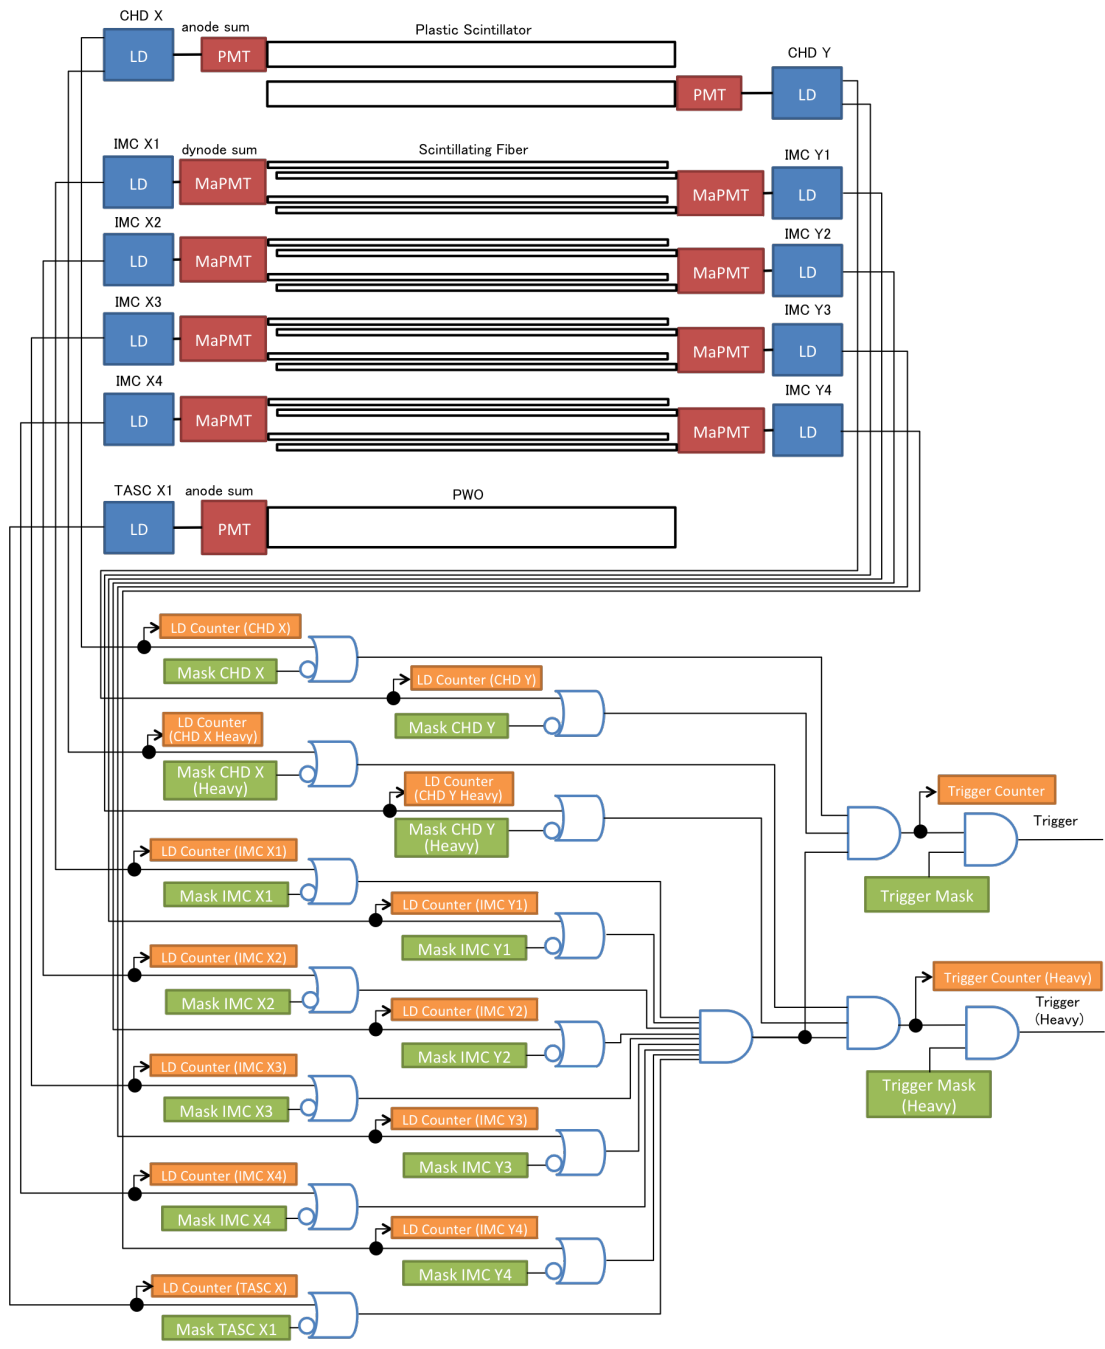 CHD X
anode sum
Plastic Scintillator
LD
PMT
CHD Y
PMT
LD
IMC X1
dynode sum
Scintillating Fiber
IMC Y1
LD
MaPMT
MaPMT
LD
IMC X2
IMC Y2
LD
MaPMT
MaPMT
LD
IMC X3
IMC Y3
LD
MaPMT
MaPMT
LD
IMC X4
IMC Y4
LD
MaPMT
MaPMT
LD
TASC X1
anode sum
PWO
LD
PMT
LD Counter (CHD X)
Mask CHD X
LD Counter (CHD Y)
Mask CHD Y
LD Counter
(CHD X Heavy)
Mask CHD X
(Heavy)
LD Counter
(CHD Y Heavy)
Mask CHD Y
(Heavy)
Trigger Counter
Trigger
Trigger Mask
LD Counter (IMC X1)
Mask IMC X1
LD Counter (IMC Y1)
Mask IMC Y1
LD Counter (IMC X2)
Mask IMC X2
LD Counter (IMC Y2)
Mask IMC Y2
Trigger Counter (Heavy)
Trigger
(Heavy)
Trigger Mask
(Heavy)
LD Counter (IMC X3)
Mask IMC X3
LD Counter (IMC Y3)
Mask IMC Y3
LD Counter (IMC X4)
Mask IMC X4
LD Counter (IMC Y4)
Mask IMC Y4
LD Counter (TASC X)
Mask TASC X1